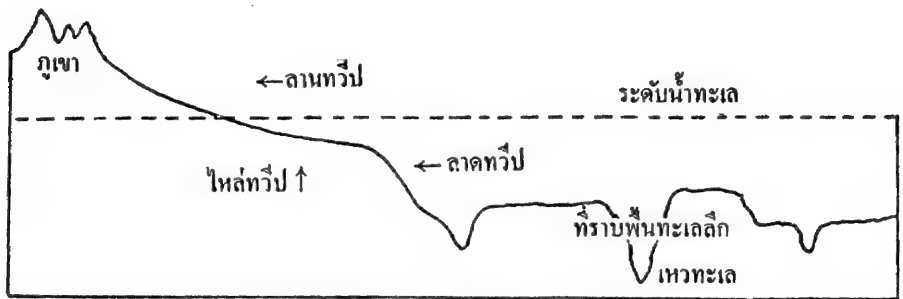 ภูเขา
←ลานทวีป
ระดับน้ำทะเล
ไหล่ทวีป ↑
←ลาดทวีป
ที่ราบพื้นทะเลลึก
เหวทะเล